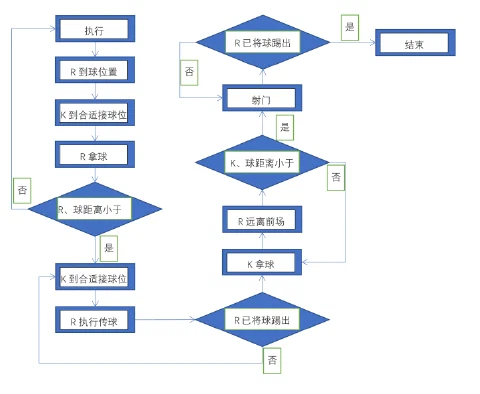 执行
R 到球位置
K 到合适接球位
R 拿球
否
R、球距离小于
是
K 到合适接球位
R 执行传球
R 已将球踢出
否
K 拿球
R 远离前场
否
K、球距离小于
是
射门
否
R 已将球踢出
是
结束